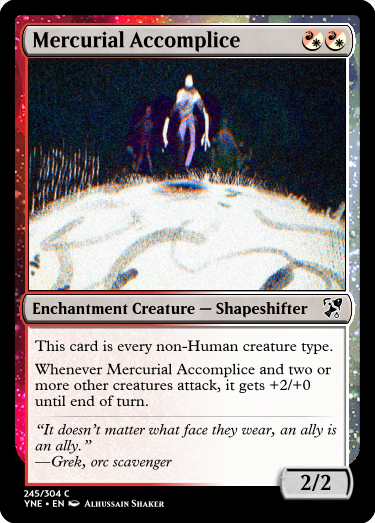 Mercurial Accomplice
Enchantment Creature — Shapeshifter
This card is every non-Human creature type.
Whenever Mercurial Accomplice and two or
more other creatures attack, it gets +2/+0
until end of turn.
“It doesn’t matter what face they wear, an ally is
an ally.”
—Grek, orc scavenger
2/2
245/304 C
YNE • EN Alhussain Shaker